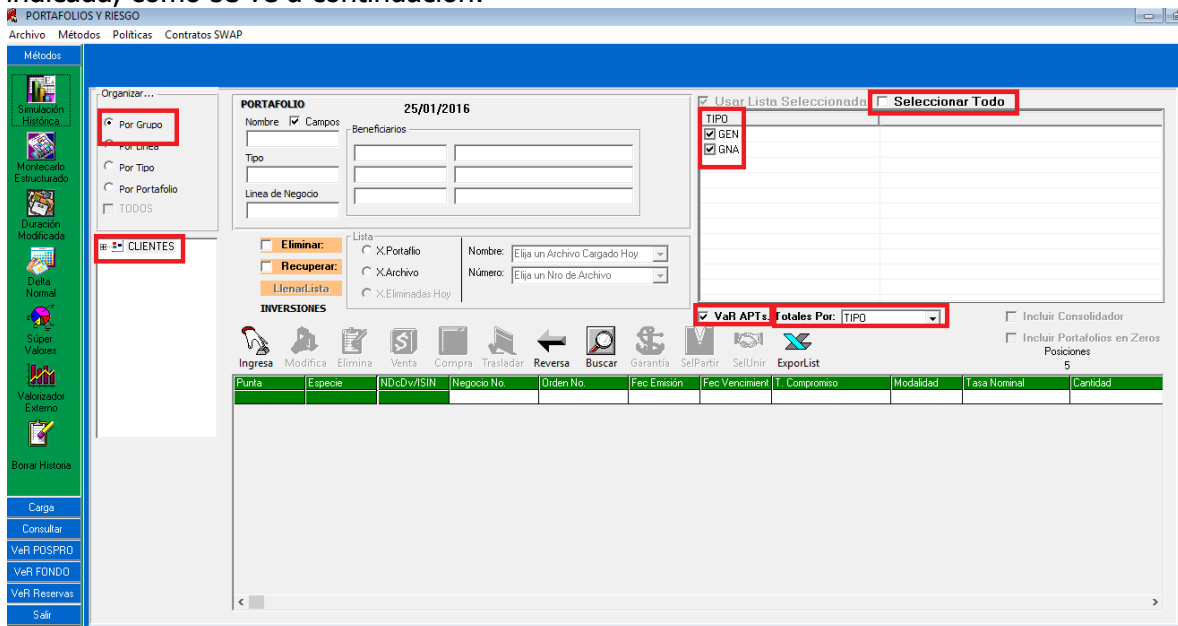 indicada, como se ve a continuación.
PORTAFOLIOS Y RIESGO
Archivo Métodos Políticas Contratos SWAP
Métodos
Simulación
Histórica
Montecarlo
Estructurado
Duración
Modificada
Delta
Normal
Súper
Valores
Valorizador
Externo
Borrar Historia
Carga
Consultar
VeR POSPRO
VeR FONDO
VeR Reservas
Salir
Organizar...
Por Grupo
Por Linea
Por Tipo
Por Portafolio
TODOS
CLIENTES
PORTAFOLIO
25/01/2016
Nombre Campos
Beneficiarios
Tipo
Linea de Negocio
Eliminar:
Recuperar:
LlenarLista
Lista
X.Portaflio
X.Archivo
X.Eliminadas Hoy
Nombre: Elija un Archivo Cargado Hoy
Número: Elija un Nro de Archivo
Usar Lista Seleccionada
Seleccionar Todo
TIPO
GEN
GNA
VaR APTs.
Totales Por: TIPO
Incluir Consolidador
Incluir Portafolios en Zeros
Posiciones
5
INVERSIONES
Ingresa Modifica Elimina Venta Compra Trasladar Reversa Buscar Garantía SelPartir SelUnir ExporList
Punta Especie NDcDv/ISIN Negocio No. Orden No. Fec Emisión Fec Vencimient T. Compromiso Modalidad Tasa Nominal Cantidad